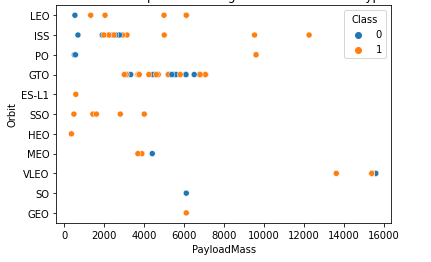 LEO
ISS
PO
GTO
ES-L1
SSO
HEO
MEO
VLEO
SO
GEO
Orbit
Class
0
1
0 2000 4000 6000 8000 10000 12000 14000 16000
PayloadMass